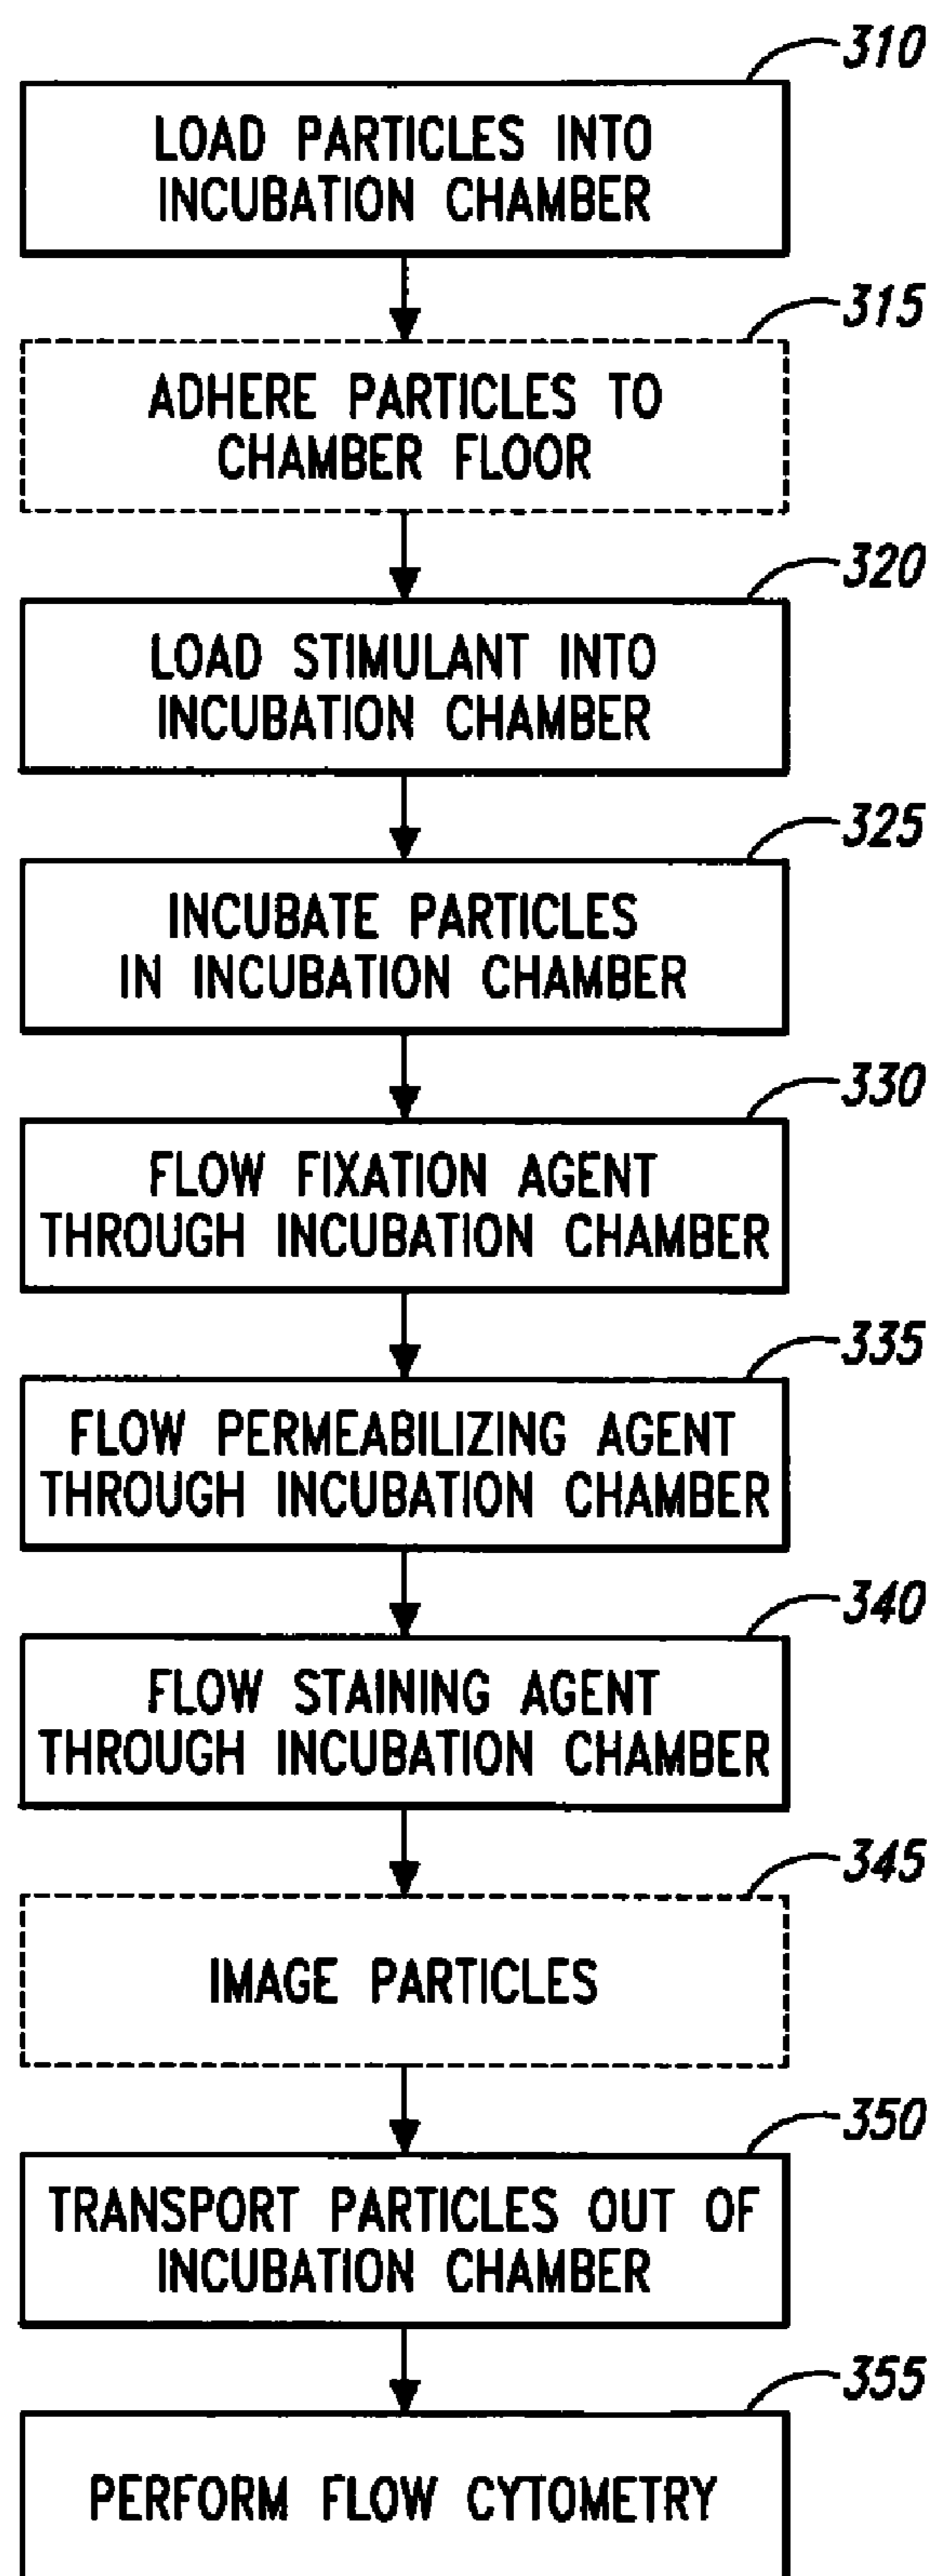 310
LOAD PARTICLES INTO
INCUBATION CHAMBER
315
ADHERE PARTICLES TO
CHAMBER FLOOR
320
LOAD STIMULANT INTO
INCUBATION CHAMBER
325
INCUBATE PARTICLES
IN INCUBATION CHAMBER
330
FLOW FIXATION AGENT
THROUGH INCUBATION CHAMBER
335
FLOW PERMEABILIZING AGENT
THROUGH INCUBATION CHAMBER
340
FLOW STAINING AGENT
THROUGH INCUBATION CHAMBER
345
IMAGE PARTICLES
350
TRANSPORT PARTICLES OUT OF
INCUBATION CHAMBER
355
PERFORM FLOW CYTOMETRY